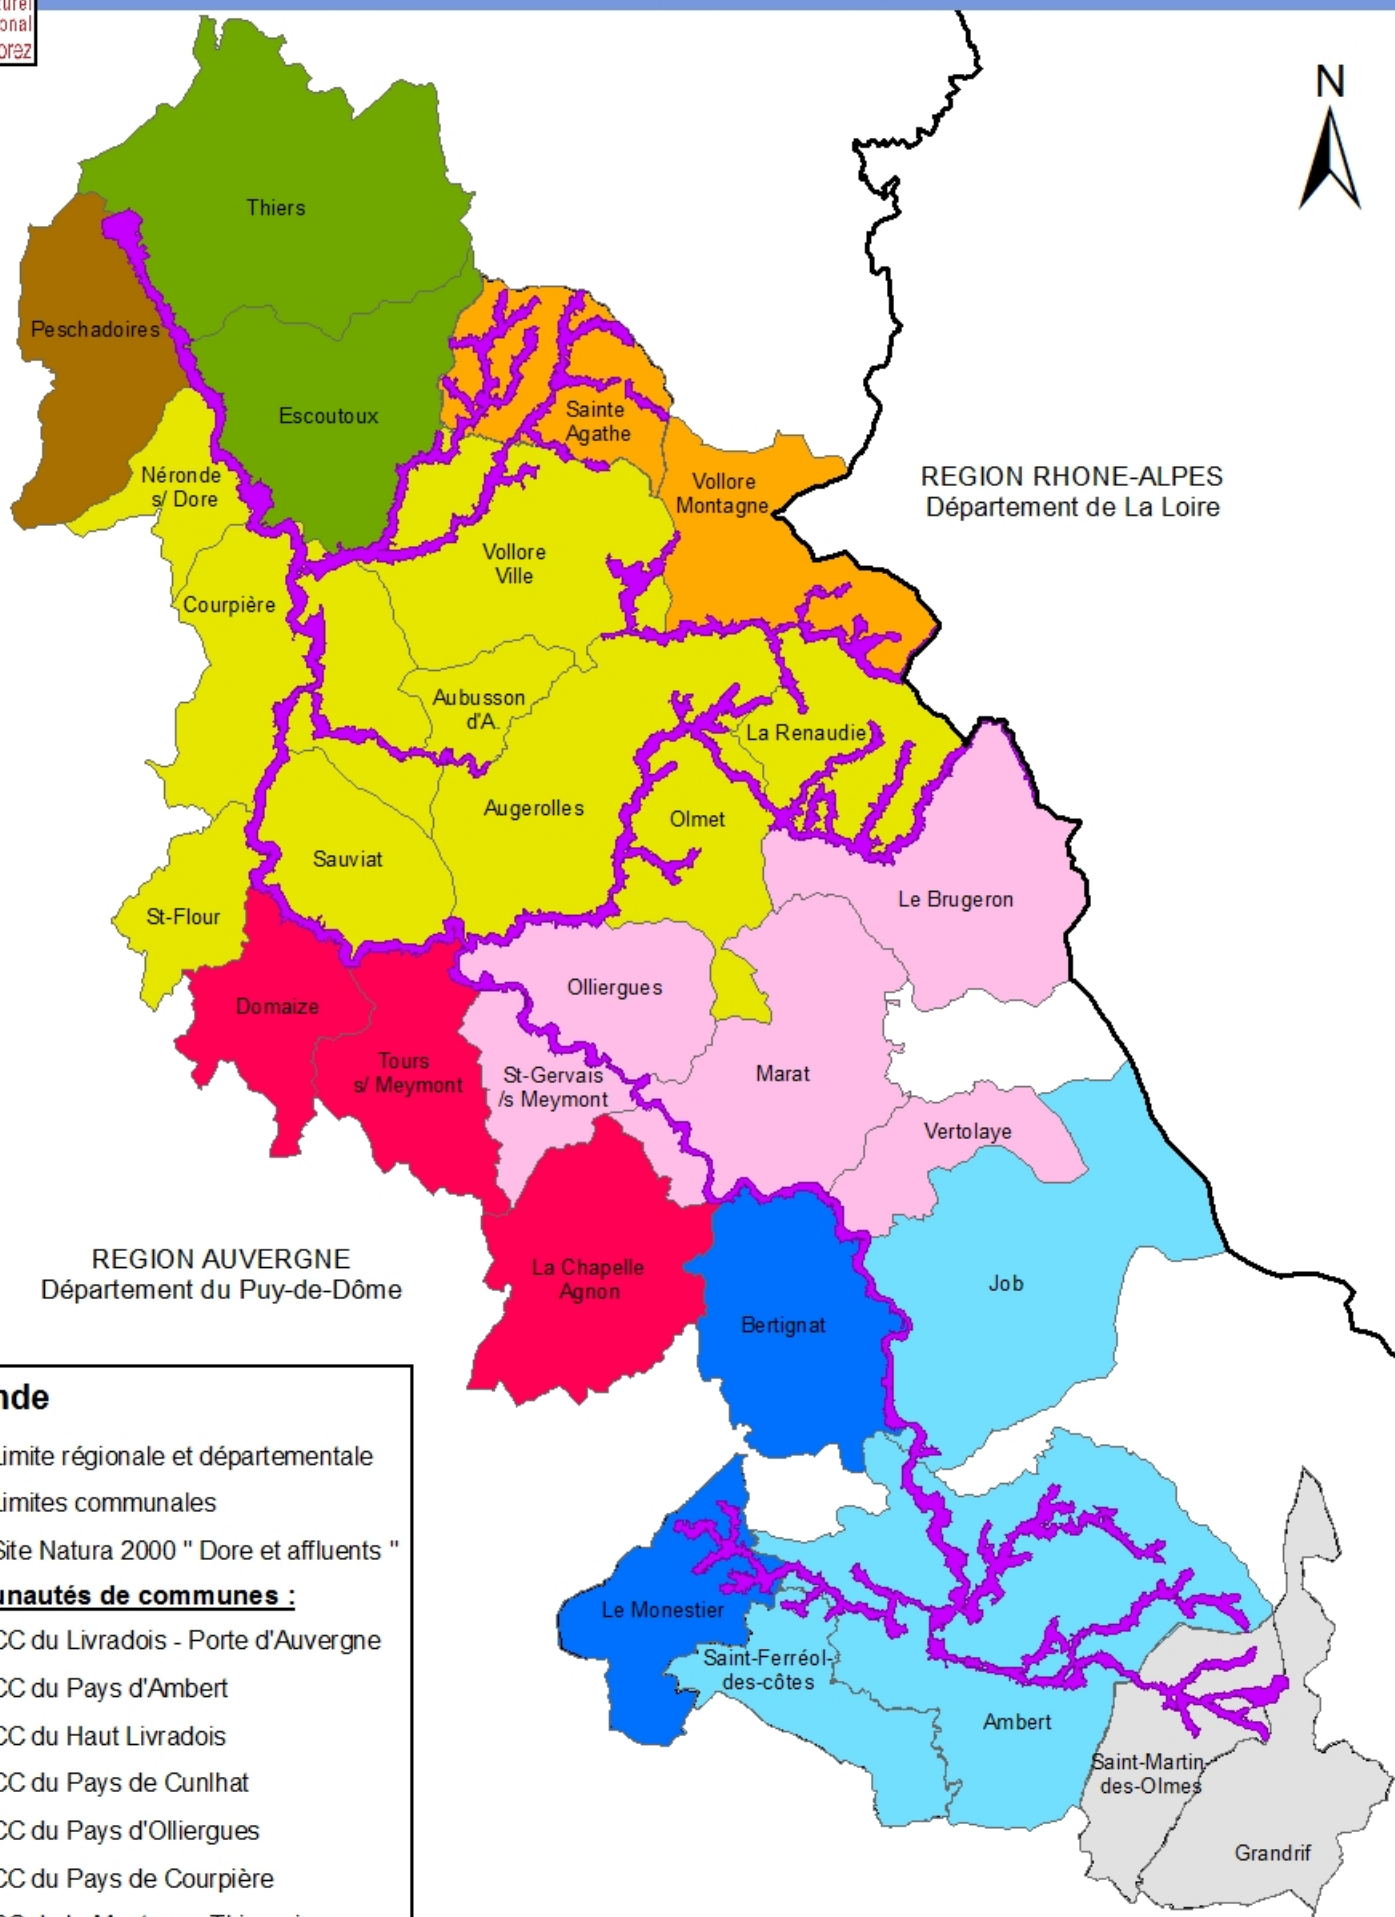 orez
N
Thiers
Peschadoires
Escoutoux
Sainte
Agathe
Néronde
s/ Dore
Vollore
Montagne
REGION RHONE-ALPES
Département de La Loire
Vollore
Ville
Courpière
Aubusson
d'A.
La Renaudie
Augerolles
Olmet
Sauviat
Le Brugeron
St-Flour
Olliergues
Domaize
Tours
s/ Meymont
St-Gervais
/s Meymont
Marat
Vertolaye
REGION AUVERGNE
Département du Puy-de-Dôme
La Chapelle
Agnon
Job
Bertignat
Le Monestier
Saint-Ferréol-
des-côtes
Ambert
Saint-Martin-
des-Olmes
Grandrif
nde
Limite régionale et départementale
Limites communales
Site Natura 2000 " Dore et affluents "
unautés de communes :
CC du Livradois - Porte d'Auvergne
CC du Pays d'Ambert
CC du Haut Livradois
CC du Pays de Cunlhat
CC du Pays d'Olliergues
CC du Pays de Courpière